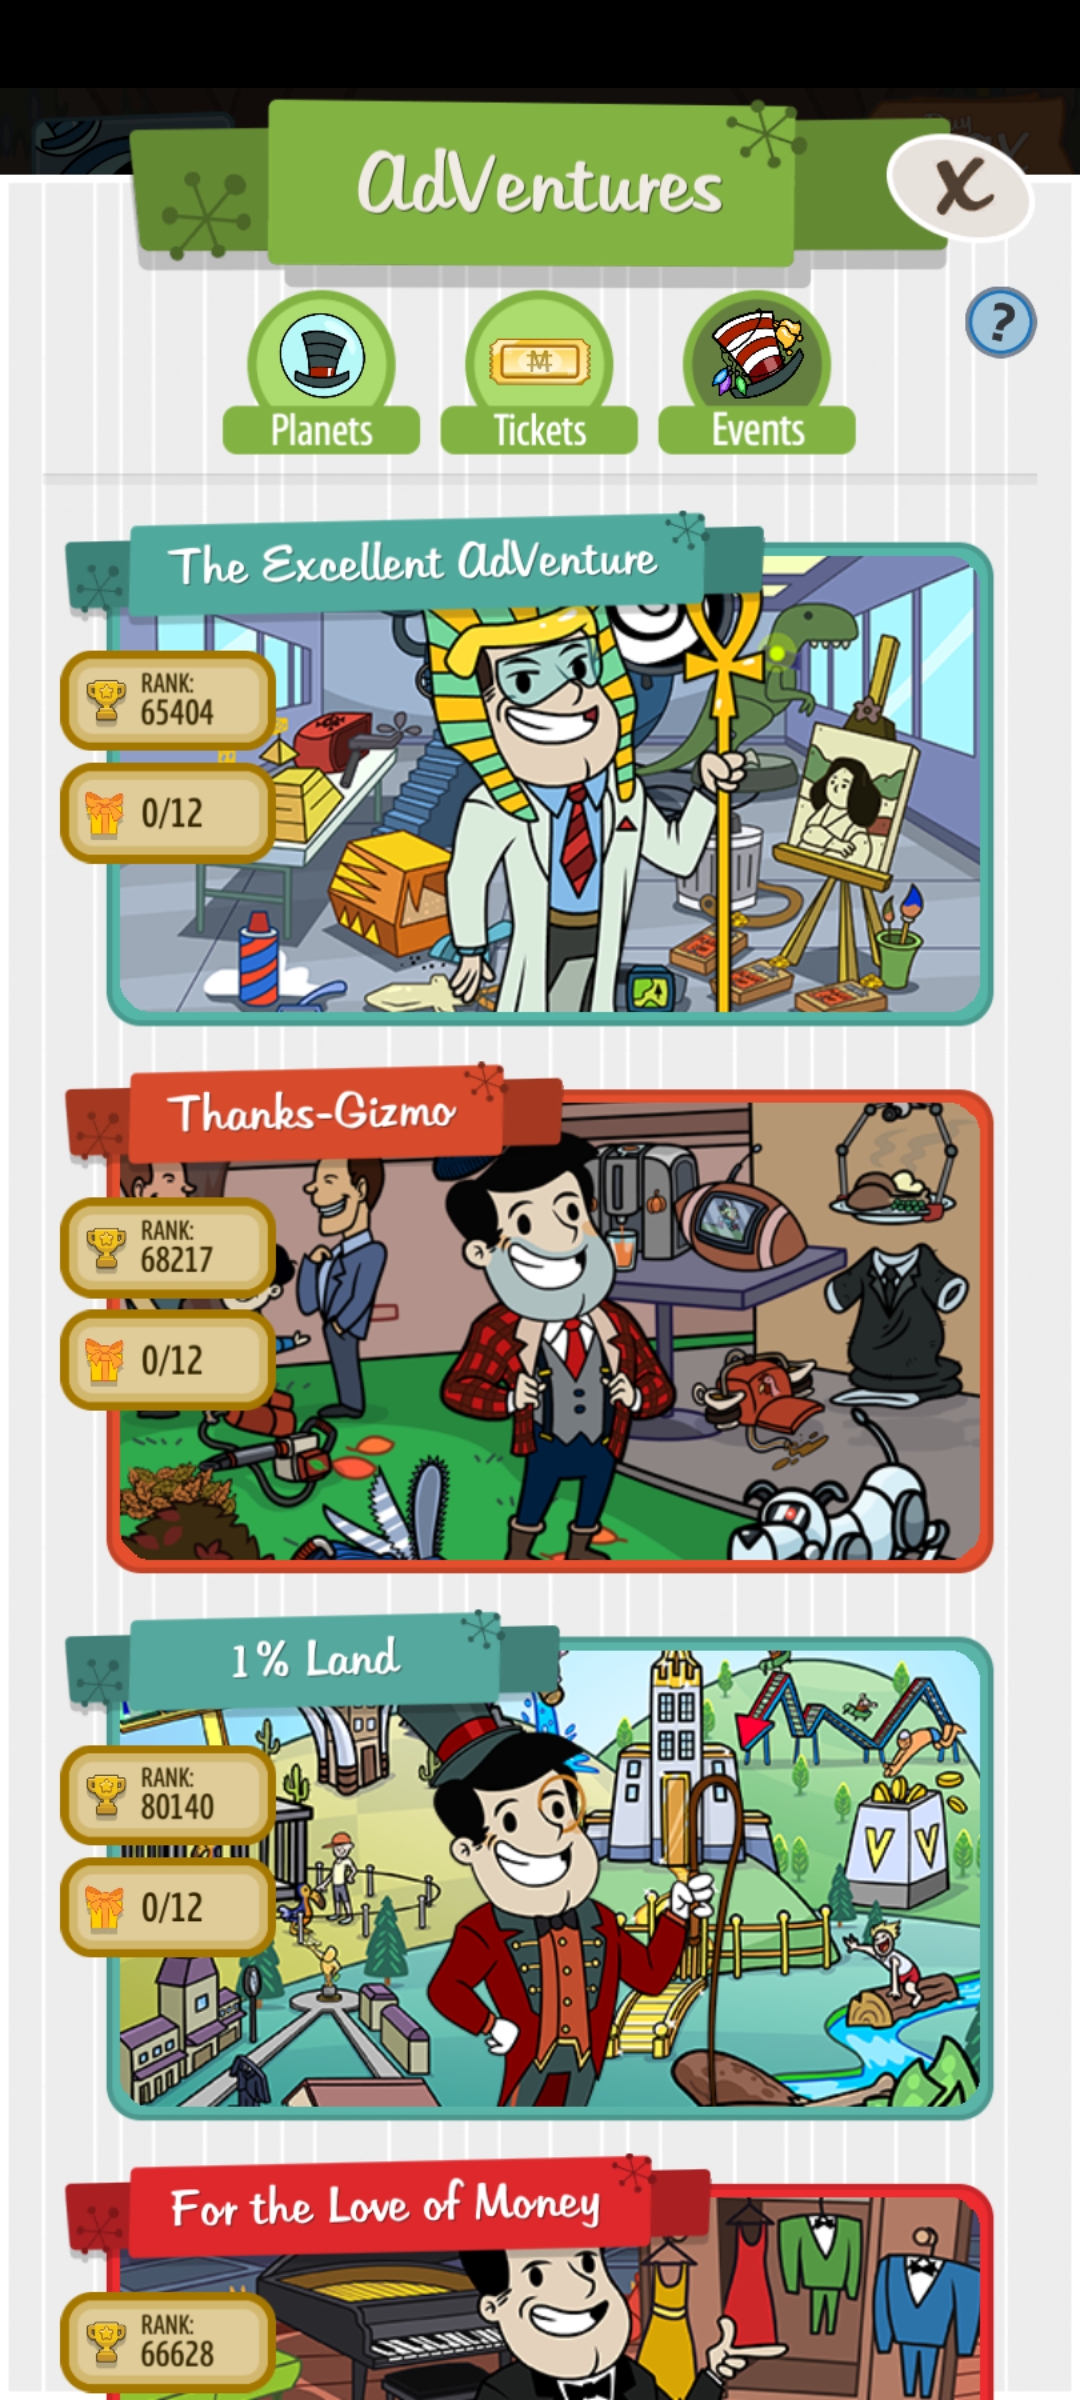 AdVentures
X
?
Planets
Tickets
Events
The Excellent AdVenture
RANK:
65404
0/12
Thanks-Gizmo
RANK:
68217
0/12
1% Land
RANK:
80140
0/12
V V
For the Love of Money
RANK:
66628